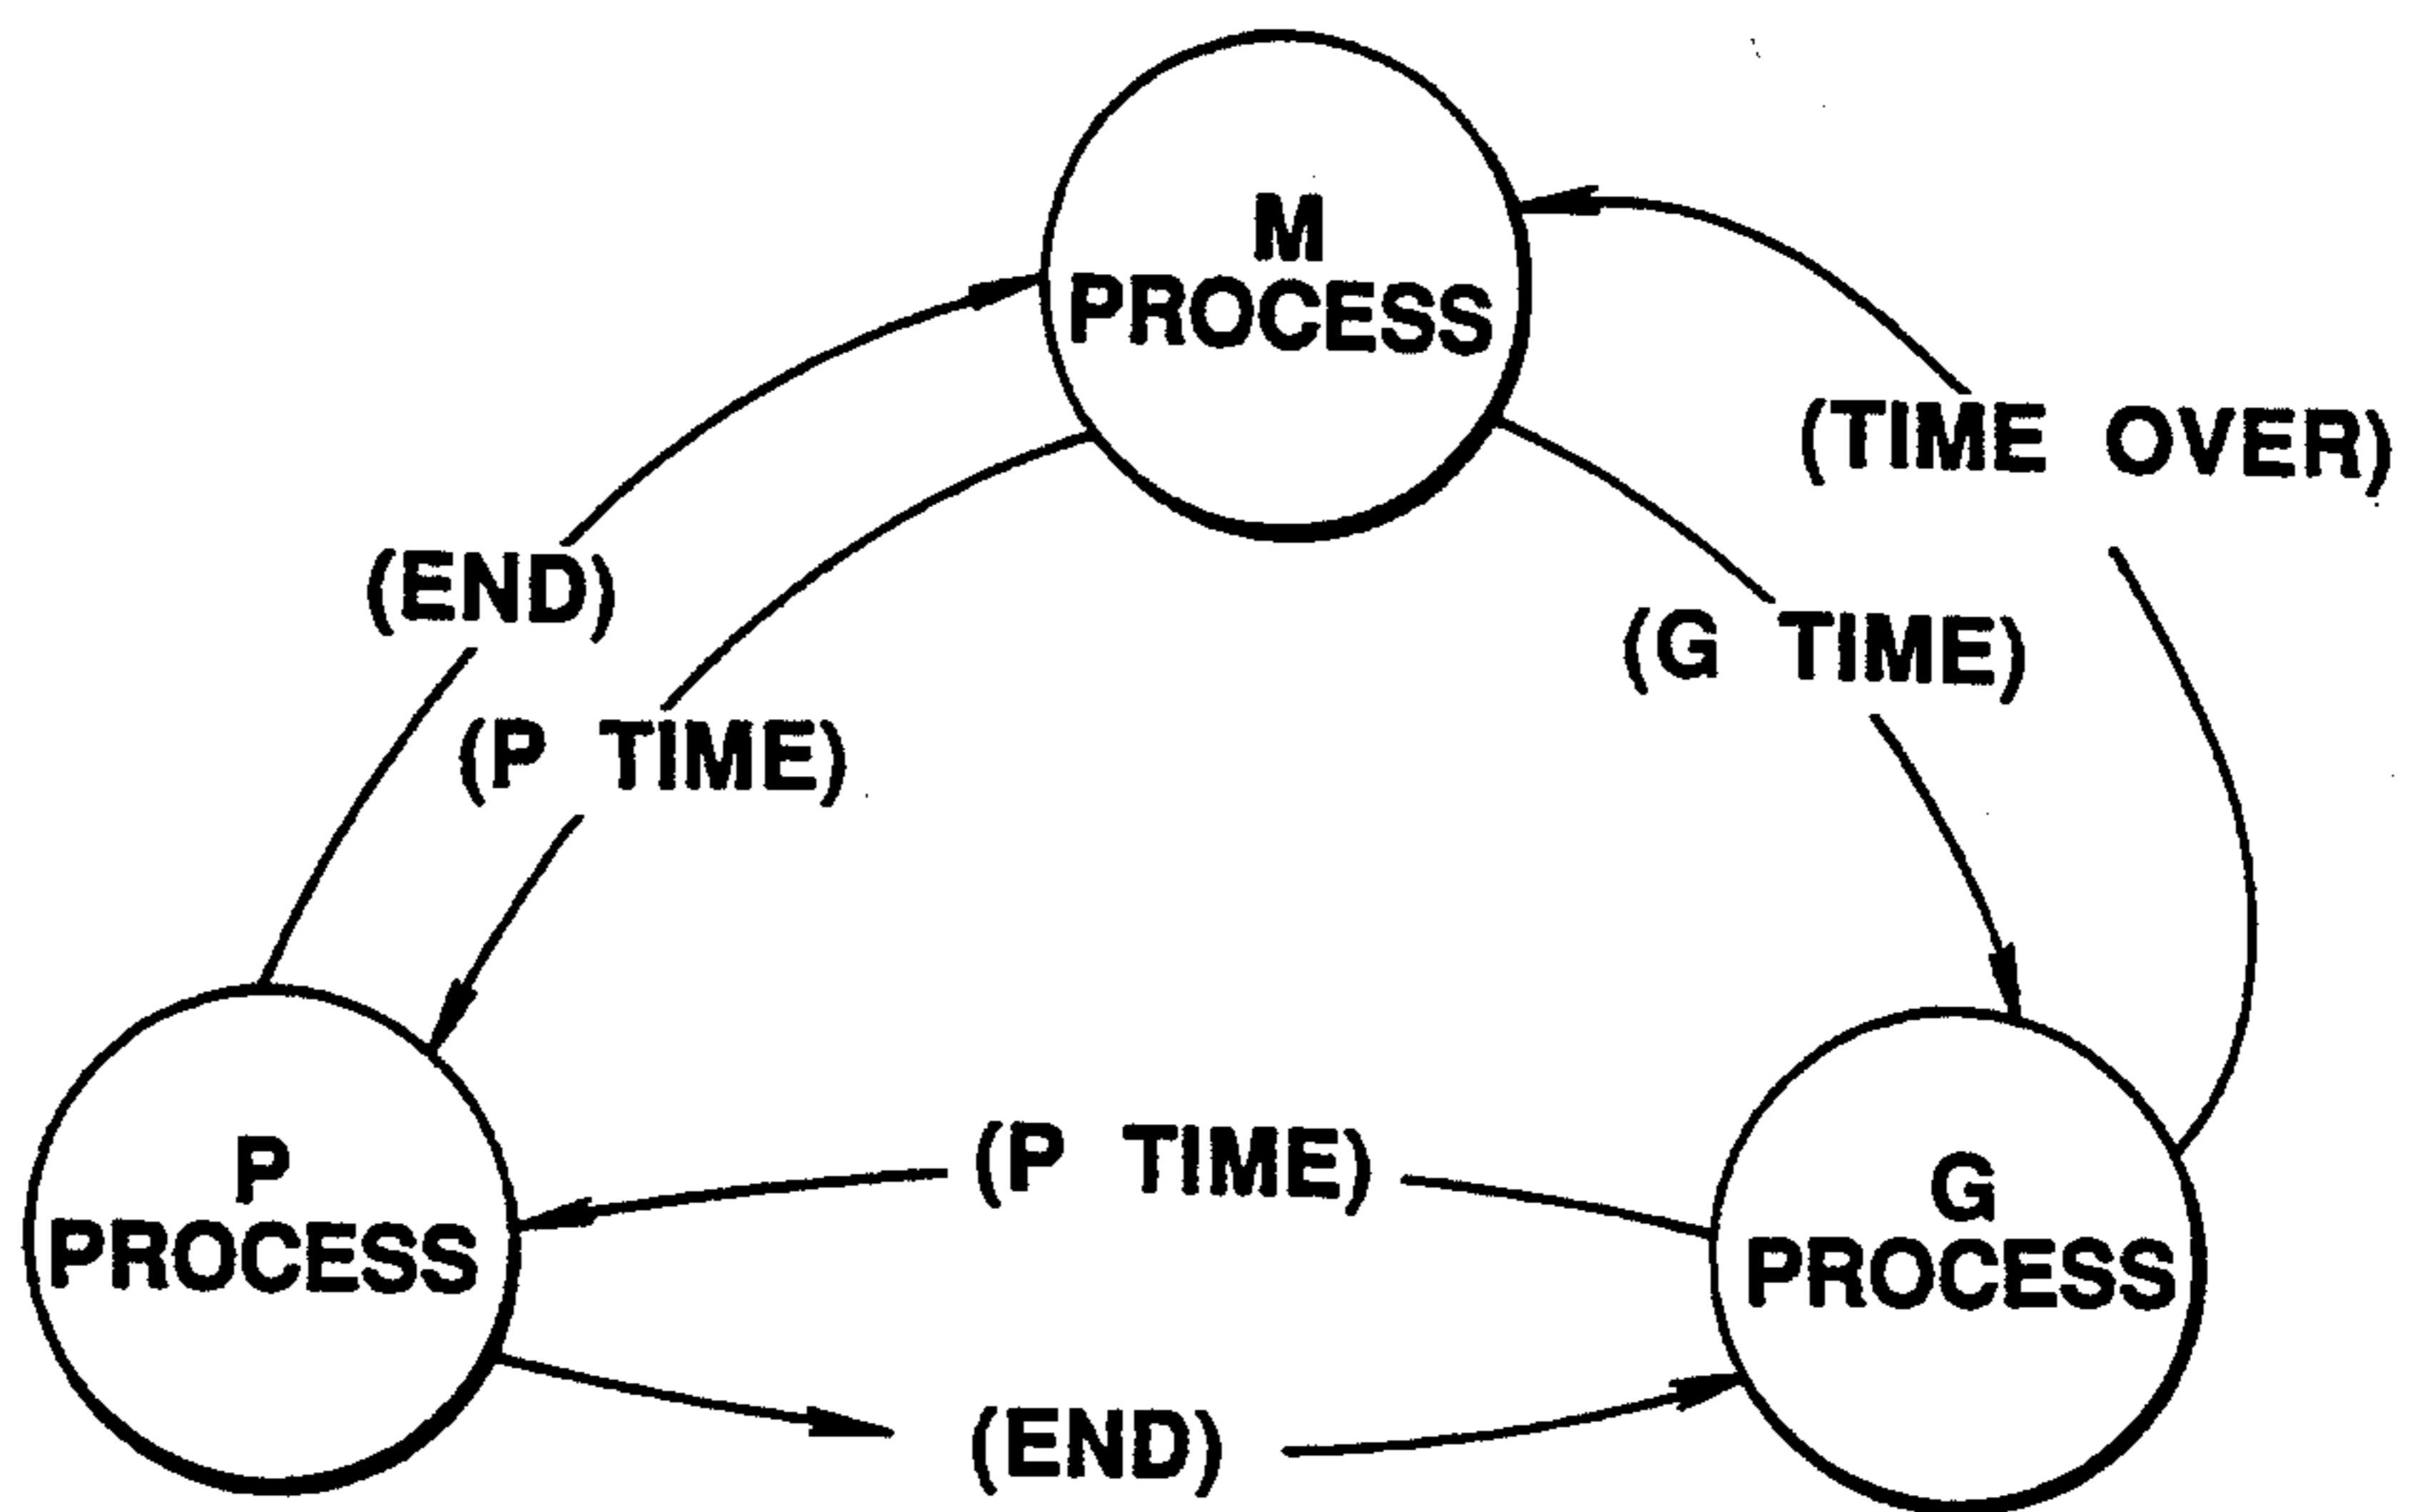 M
PROCESS
(TIME OVER)
(END)
(G TIME)
(P TIME)
P
PROCESS
(P TIME)
G
PROCESS
(END)